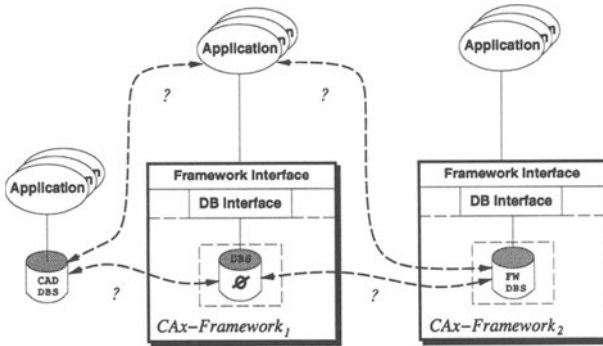 Application
Application
?
?
Application
Framework Interface
DB Interface
Framework Interface
DB Interface
CAD
DBS
DBS
Ø
FW
DBS
?
?
CAx-Framework1
CAx-Framework2